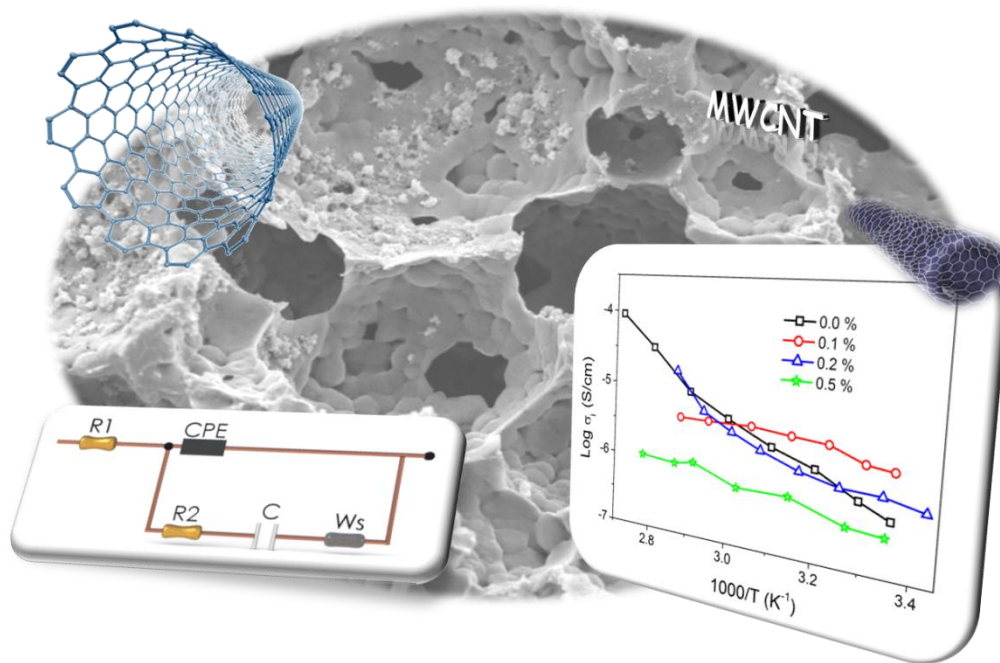 MWCNT
R1
CPE
R2
C
Ws
0.0 %
0.1 %
0.2 %
0.5 %
Log σi (S/cm)
-4
-5
-6
-7
2.8
3.0
3.2
3.4
1000/T (K-1)